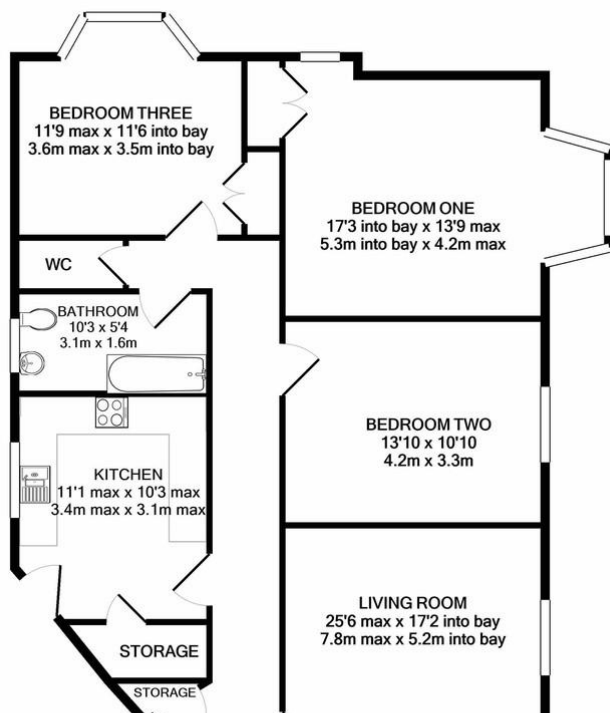 BEDROOM THREE
11'9 max x 11'6 into bay
3.6m max x 3.5m into bay
BEDROOM ONE
17'3 into bay x 13'9 max
5.3m into bay x 4.2m max
WC
BATHROOM
10'3 x 5'4
3.1m x 1.6m
BEDROOM TWO
13'10 x 10'10
4.2m x 3.3m
KITCHEN
11'1 max x 10'3 max
3.4m max x 3.1m max
LIVING ROOM
25'6 max x 17'2 into bay
7.8m max x 5.2m into bay
STORAGE
STORAGE